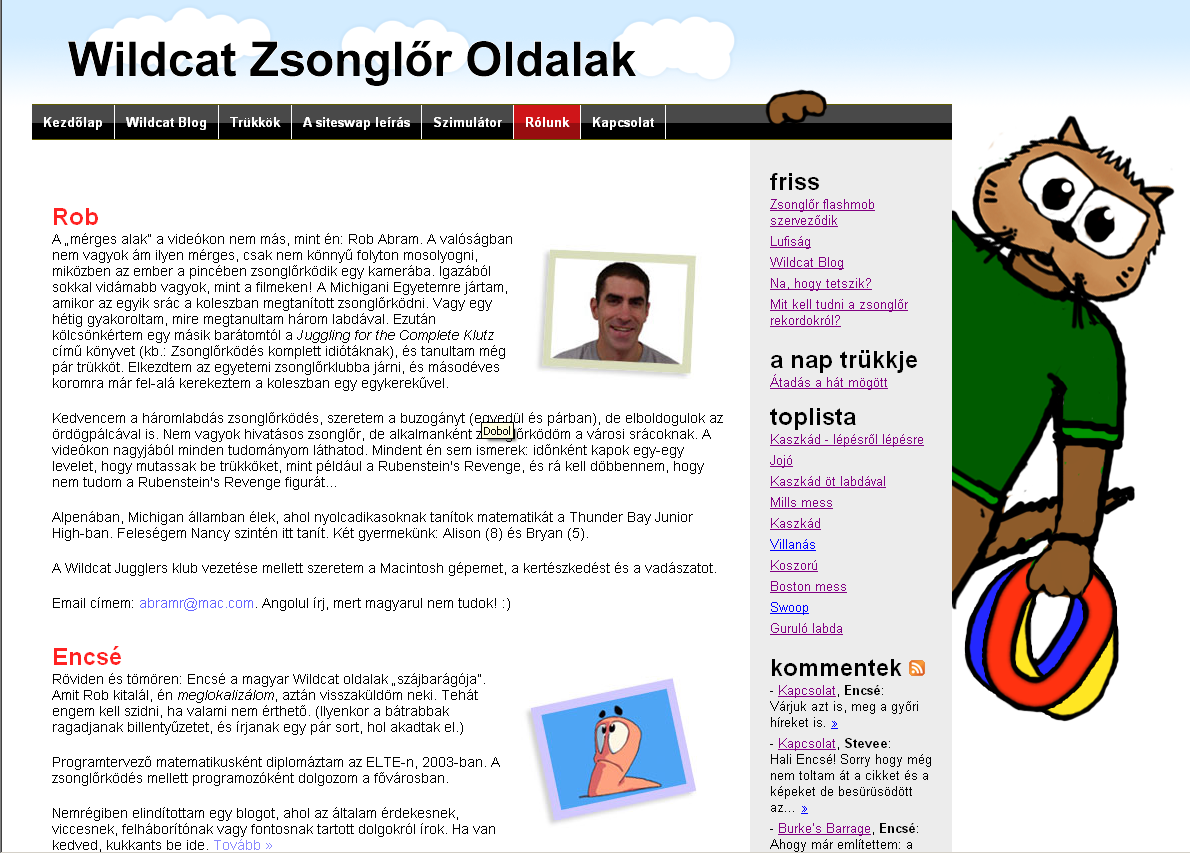 Wildcat Zsonglőr Oldalak
Kezdőlap
Wildcat Blog
Trükkök
A siteswap leírás
Szimulátor
Rólunk
Kapcsolat
Rob
A „mérges alak” a videókon nem más, mint én: Rob Abram. A valóságban
nem vagyok ám ilyen mérges, csak nem könnyű folyton mosolyogni,
miközben az ember a pincében zsonglőrködik egy kamerába. Igazából
sokkal vidámabb vagyok, mint a filmeken! A Michigani Egyetemre jártam,
amikor az egyik srác a koleszban megtanított zsonglőrködni. Vagy egy
hétig gyakoroltam, mire megtanultam három labdával. Ezután
kölcsönkértem egy másik barátomtól a Juggling for the Complete Klutz
című könyvet (kb.: Zsonglőrködés komplett idiótáknak), és tanultam még
pár trükköt. Elkezdtem az egyetemi zsonglőrklubba járni, és másodéves
koromra már fel-alá kerekeztem a koleszban egy egykerekűvel.
Kedvencem a háromlabdás zsonglőrködés, szeretem a buzogányt (egyedül és párban), de elboldogulok az
ördögpálcával is. Nem vagyok hivatásos zsonglőr, de alkalmanként zsonglőrködöm a városi srácoknak. A
Dobol
videókon nagyjából minden tudományom láthatod. Mindent én sem ismerek: időnként kapok egy-egy
levelet, hogy mutassak be trükköket, mint például a Rubenstein's Revenge, és rá kell döbbennem, hogy
nem tudom a Rubenstein's Revenge figurát...
Alpenában, Michigan államban élek, ahol nyolcadikasoknak tanítok matematikát a Thunder Bay Junior
High-ban. Feleségem Nancy szintén itt tanít. Két gyermekünk: Alison (8) és Bryan (5).
A Wildcat Jugglers klub vezetése mellett szeretem a Macintosh gépemet, a kertészkedést és a vadászatot.
Email címem: abramr@mac.com. Angolul írj, mert magyarul nem tudok! :)
Encsé
Röviden és tömören: Encsé a magyar Wildcat oldalak „szájbarágója”.
Amit Rob kitalál, én meglokalizálom, aztán visszaküldöm neki. Tehát
engem kell szidni, ha valami nem érthető. (Ilyenkor a bátrabbak
ragadjanak billentyűzetet, és írjanak egy pár sort, hol akadtak el.)
Programtervező matematikusként diplomáztam az ELTE-n, 2003-ban. A
zsonglőrködés mellett programozóként dolgozom a fővárosban.
Nemrégiben elindítottam egy blogot, ahol az általam érdekesnek,
viccesnek, felháborítónak vagy fontosnak tartott dolgokról írok. Ha van
kedved, kukkants be ide. Tovább »
friss
Zsonglőr flashmob
szerveződik
Lufiság
Wildcat Blog
Na, hogy tetszik?
Mit kell tudni a zsonglőr
rekordokról?
a nap trükkje
Átadás a hát mögött
toplista
Kaszkád - lépésről lépésre
Jojó
Kaszkád öt labdával
Mills mess
Kaszkád
Villanás
Koszorú
Boston mess
Swoop
Guruló labda
kommentek
- Kapcsolat, Encsé:
Várjuk azt is, meg a győri
híreket is. »
- Kapcsolat, Stevee:
Hali Encsé! Sorry hogy még
nem toltam át a cikket és a
képeket de besürüsödött
az... »
- Burke's Barrage, Encsé:
Ahogy már említettem: a